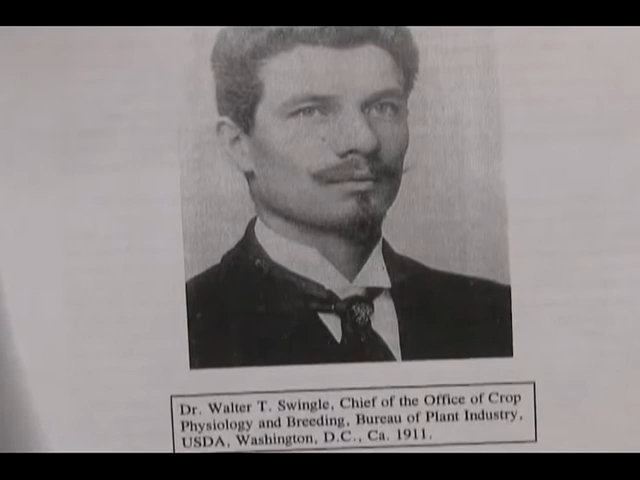 Dr. Walter T. Swingle, Chief of the Office of Crop
Physiology and Breeding, Bureau of Plant Industry,
USDA, Washington, D.C., Ca. 1911.